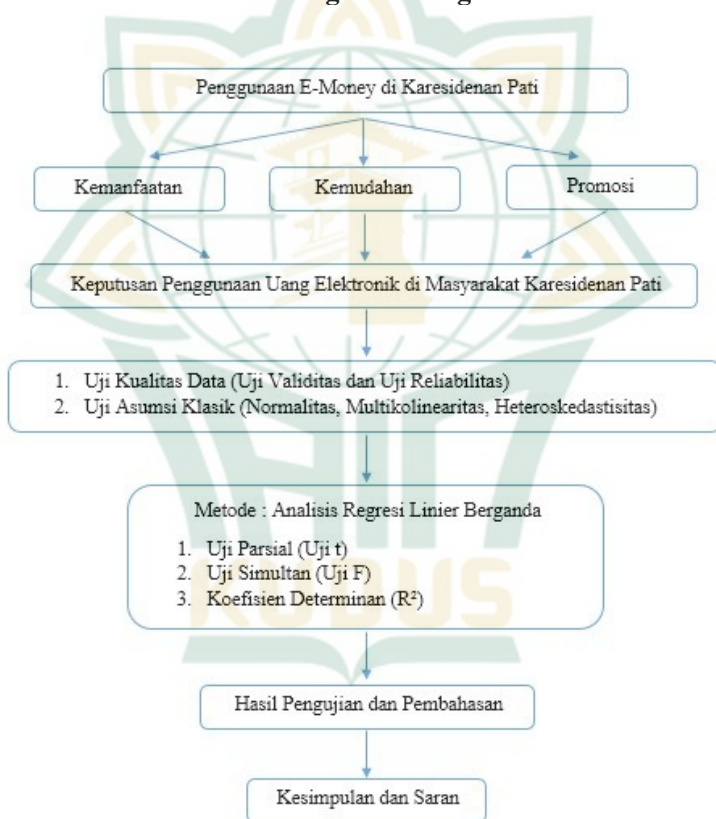 Penggunaan E-Money di Karesidenan Pati
Kemanfaatan
Kemudahan
Promosi
Keputusan Penggunaan Uang Elektronik di Masyarakat Karesidenan Pati
1. Uji Kualitas Data (Uji Validitas dan Uji Reliabilitas)
2. Uji Asumsi Klasik (Normalitas, Multikolinearitas, Heteroskedastisitas)
Metode : Analisis Regresi Linier Berganda
1. Uji Parsial (Uji t)
2. Uji Simultan (Uji F)
3. Koefisien Determinan (R²)
KUDUS
Hasil Pengujian dan Pembahasan
Kesimpulan dan Saran